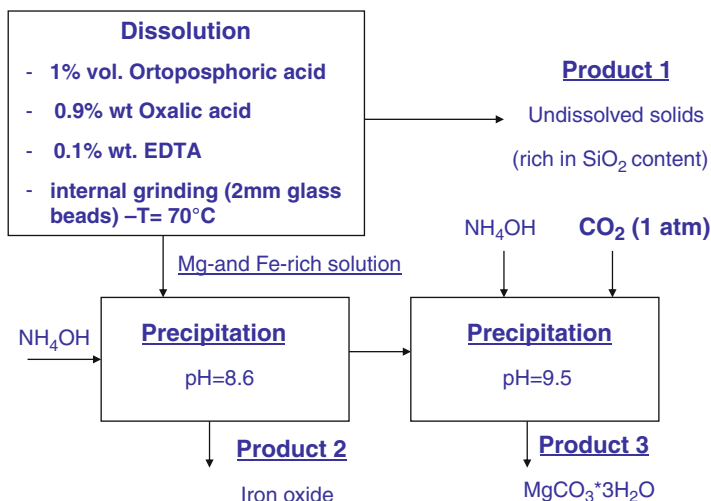 Dissolution
- 1% vol. Ortoposphoric acid
- 0.9% wt Oxalic acid
- 0.1% wt. EDTA
- internal grinding (2mm glass
beads) –T= 70°C
Product 1
Undissolved solids
(rich in SiO₂ content)
NH₄OH
CO₂ (1 atm)
Mg-and Fe-rich solution
NH₄OH
Precipitation
pH=8.6
Precipitation
pH=9.5
Product 2
Iron oxide
Product 3
MgCO₃*3H₂O